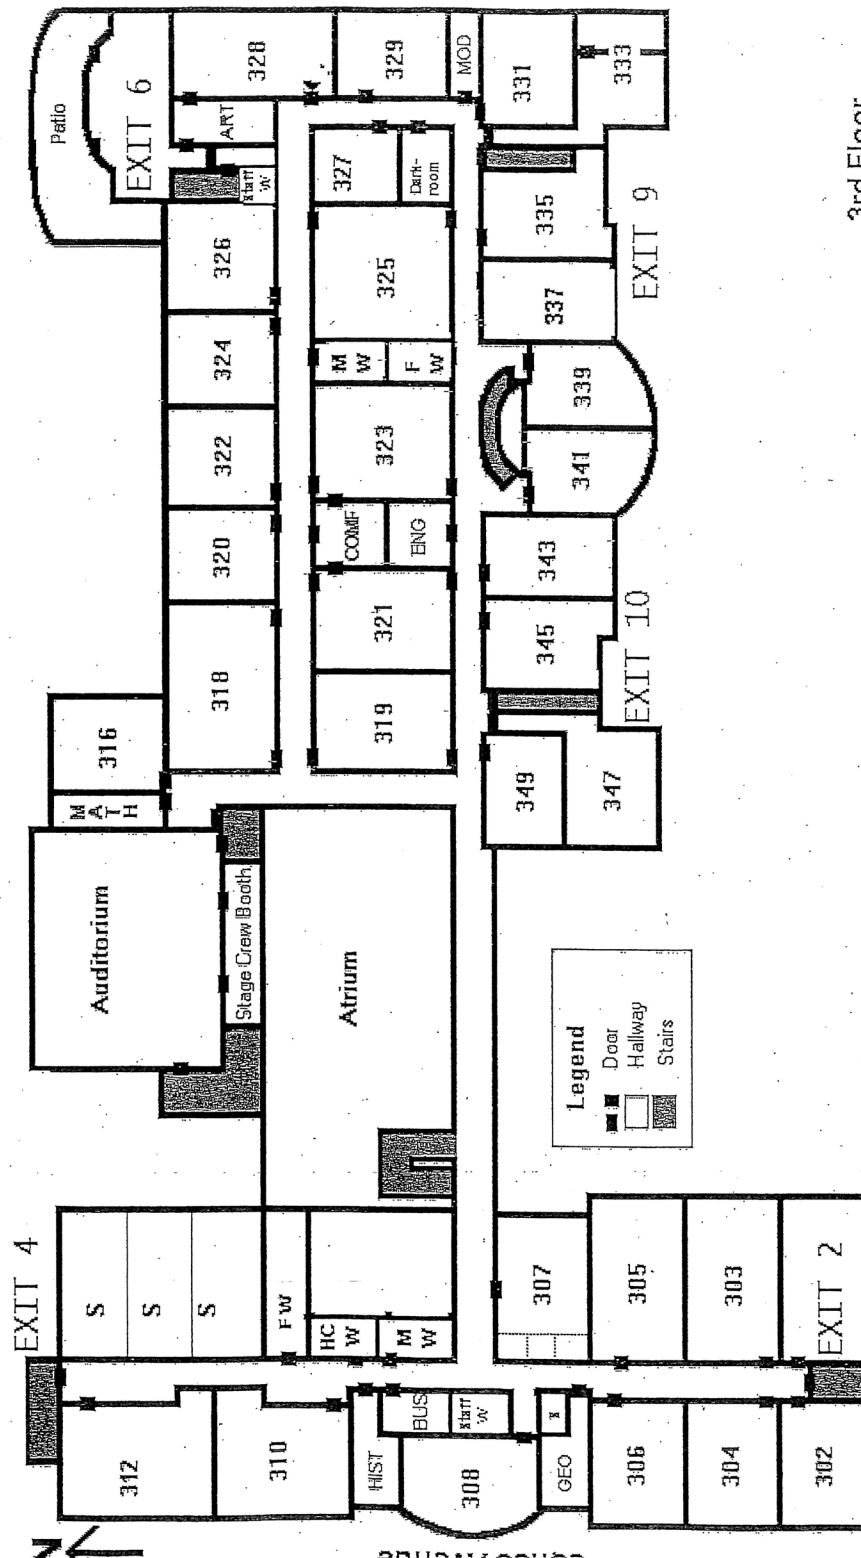 Patio
EXIT 6
328
329
MOD
331
333
ART
Staff
W
327
Dark-
room
335
EXIT 9
3rd Floor
326
325
337
324
M
W
F
W
339
322
323
341
320
COMP
ENG
343
318
321
345
EXIT 10
316
319
MATH
349
347
Auditorium
Stage Crew Booth
Atrium
Legend
Door
Hallway
Stairs
EXIT 4
S
S
S
FW
HC
W
M
W
307
305
303
EXIT 2
312
310
HIST
BUS
Staff
W
308
GEO
306
304
302
N